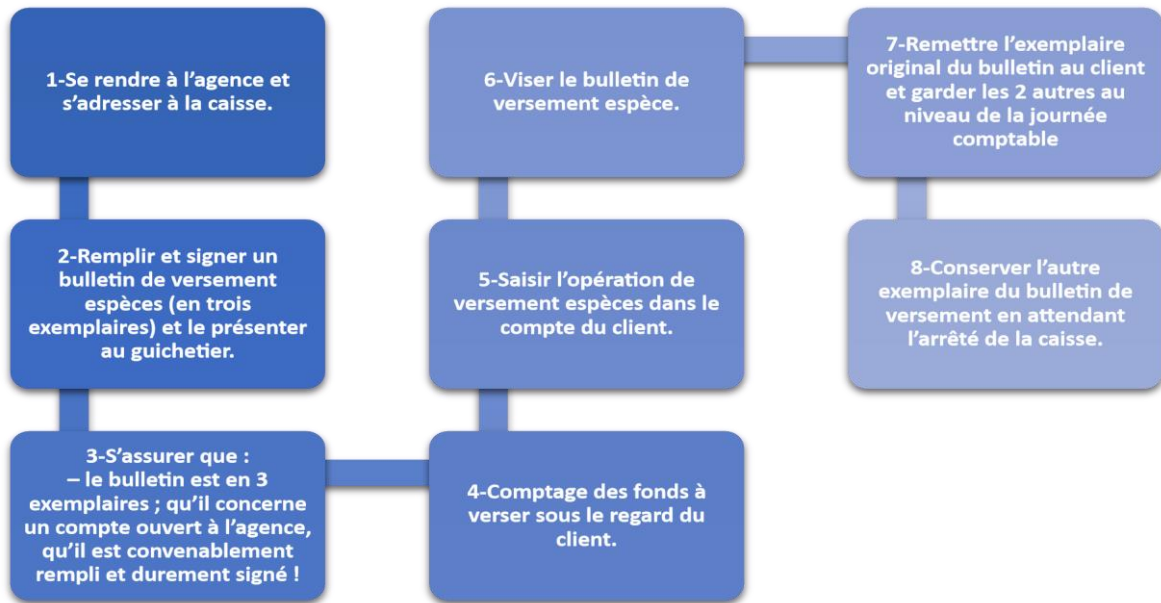 1-Se rendre à l’agence et
s’adresser à la caisse.
2-Remplir et signer un
bulletin de versement
espèces (en trois
exemplaires) et le présenter
au guichetier.
3-S’assurer que :
– le bulletin est en 3
exemplaires ; qu’il concerne
un compte ouvert à l’agence,
qu’il est convenablement
rempli et durement signé !
4-Comptage des fonds à
verser sous le regard du
client.
5-Saisir l’opération de
versement espèces dans le
compte du client.
6-Viser le bulletin de
versement espèce.
7-Remettre l’exemplaire
original du bulletin au client
et garder les 2 autres au
niveau de la journée
comptable
8-Conserver l’autre
exemplaire du bulletin de
versement en attendant
l’arrêté de la caisse.